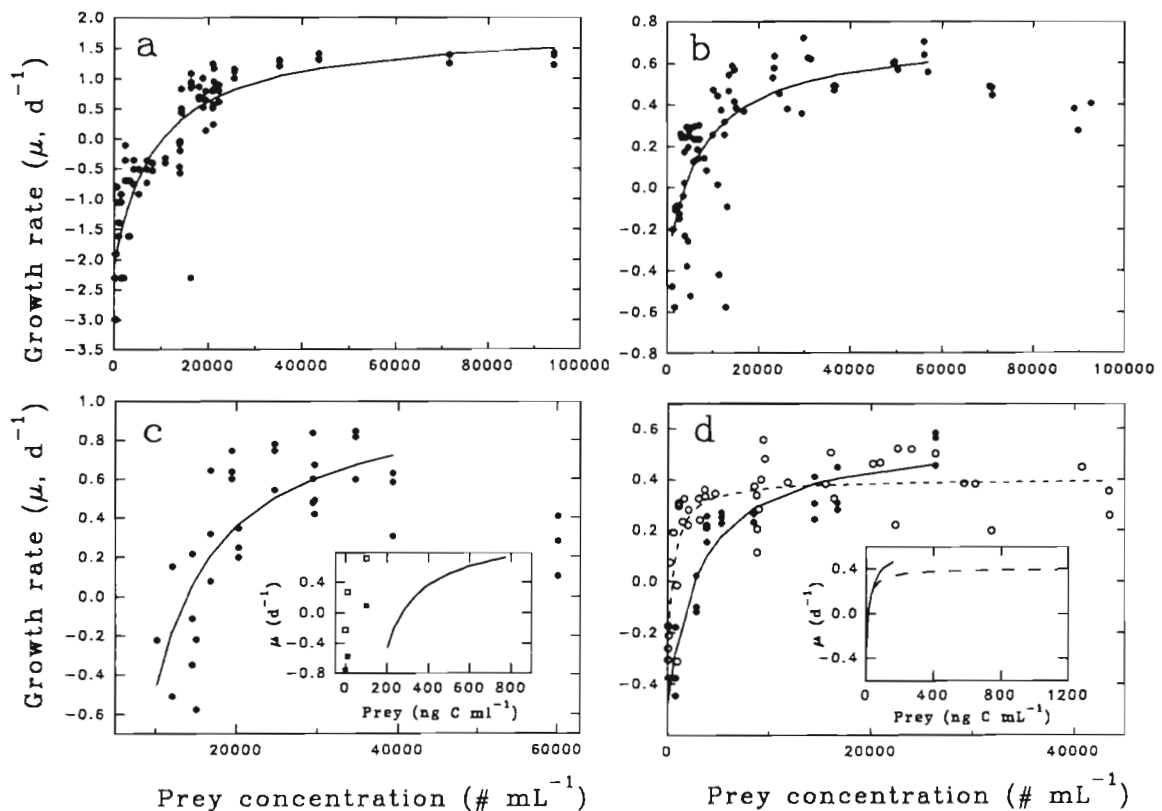 a
2.0
1.5
1.0
0.5
0.0
−0.5
−1.0
−1.5
−2.0
−2.5
−3.0
−3.5
0 20000 40000 60000 80000 100000
Growth rate (μ, d⁻¹)
b
0.8
0.6
0.4
0.2
0.0
−0.2
−0.4
−0.6
−0.8
0 20000 40000 60000 80000 100000
c
1.0
0.8
0.6
0.4
0.2
0.0
−0.2
−0.4
−0.6
20000 40000 60000
Growth rate (μ, d⁻¹)
μ (d⁻¹)
0.4
0.0
−0.4
−0.8
0 200 400 600 800
Prey (ng C ml⁻¹)
d
0.6
0.4
0.2
0.0
−0.2
−0.4
0 20000 40000
μ (d⁻¹)
0.4
0.0
−0.4
0 400 800 1200
Prey (ng C mL⁻¹)
Prey concentration (# mL⁻¹)
Prey concentration (# mL⁻¹)